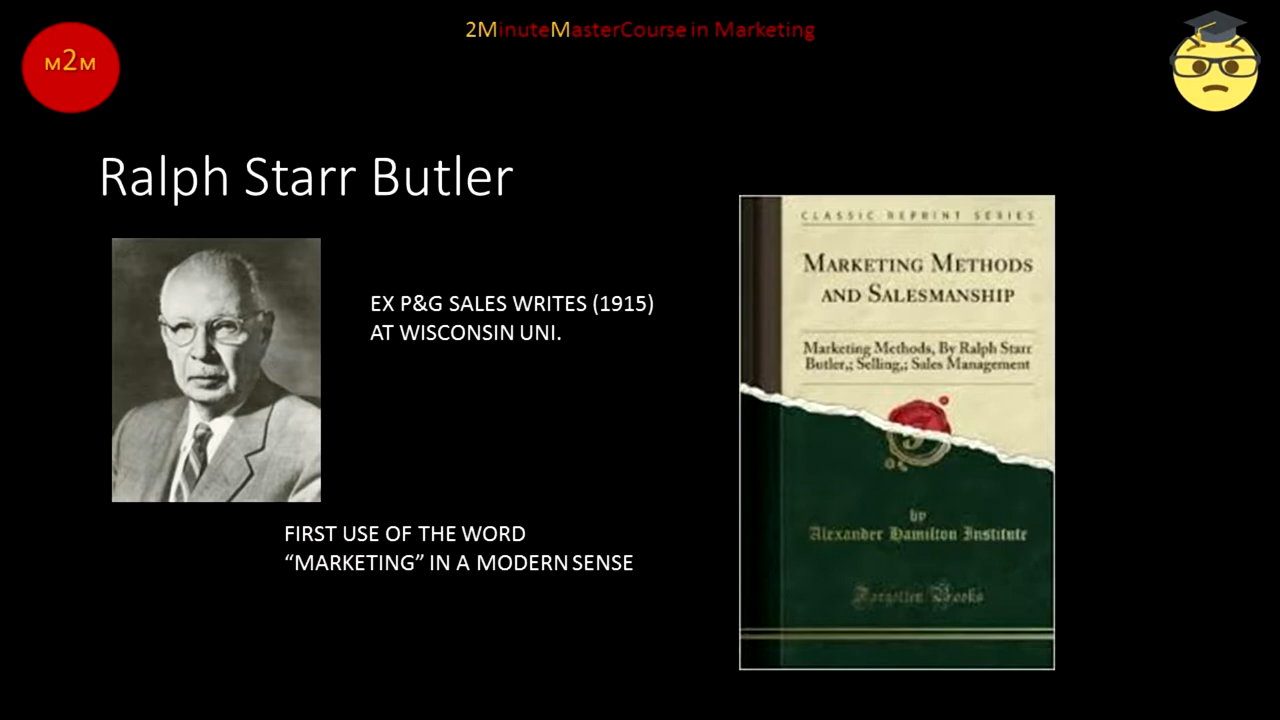 2MinuteMasterCourse in Marketing
M2M
Ralph Starr Butler
EX P&G SALES WRITES (1915)
AT WISCONSIN UNI.
FIRST USE OF THE WORD
“MARKETING” IN A MODERN SENSE
CLASSIC REPRINT SERIES
MARKETING METHODS
AND SALESMANSHIP
Marketing Methods, By Ralph Starr
Butler,; Selling,; Sales Management
by
Alexander Hamilton Institute
Forgotten Books